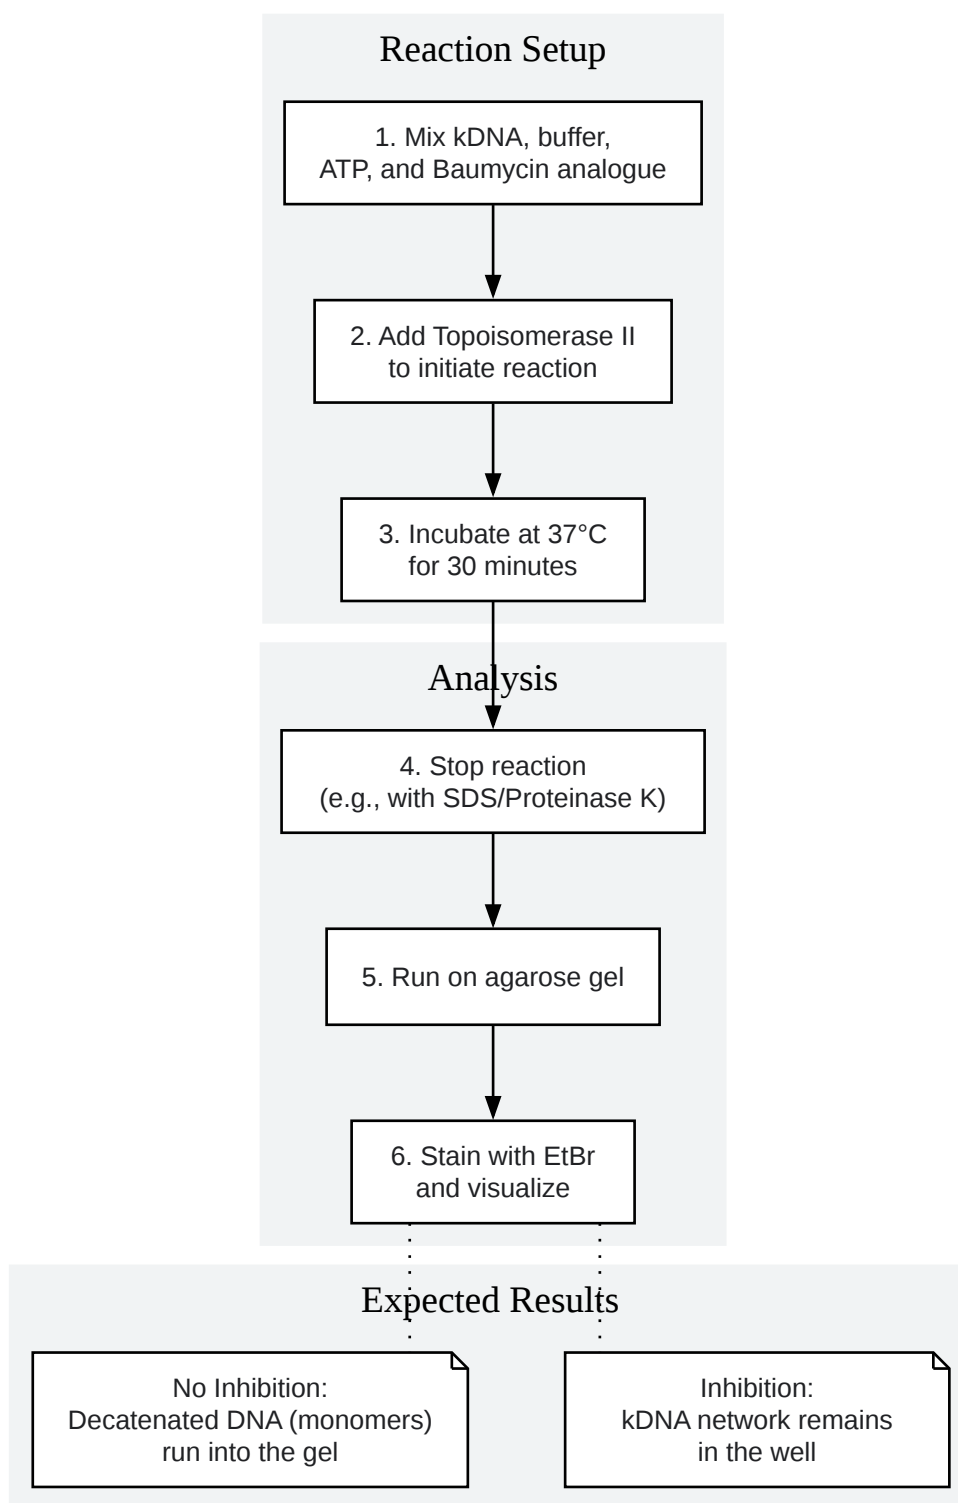 Reaction Setup
1. Mix kDNA, buffer,
ATP, and Baumycin analogue
2. Add Topoisomerase II
to initiate reaction
3. Incubate at 37°C
for 30 minutes
Analysis
4. Stop reaction
(e.g., with SDS/Proteinase K)
5. Run on agarose gel
6. Stain with EtBr
and visualize
Expected Results
No Inhibition:
Decatenated DNA (monomers)
run into the gel
Inhibition:
kDNA network remains
in the well